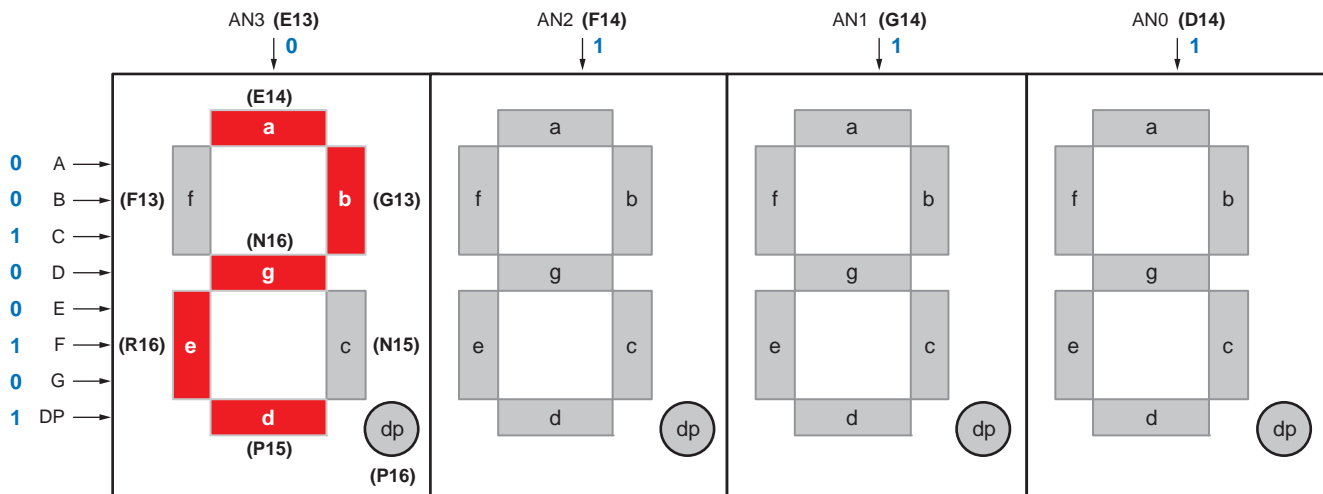 AN3 (E13) AN2 (F14) AN1 (G14) AN0 (D14)
0 1 1 1
(E14)
a a a a
0 A
0 B (F13) f b (G13) f b f b f b
1 C
(N16)
0 D g g g g
0 E
1 F (R16) e c (N15) e c e c e c
0 G
1 DP d dp d dp d dp d dp
(P15)
(P16)